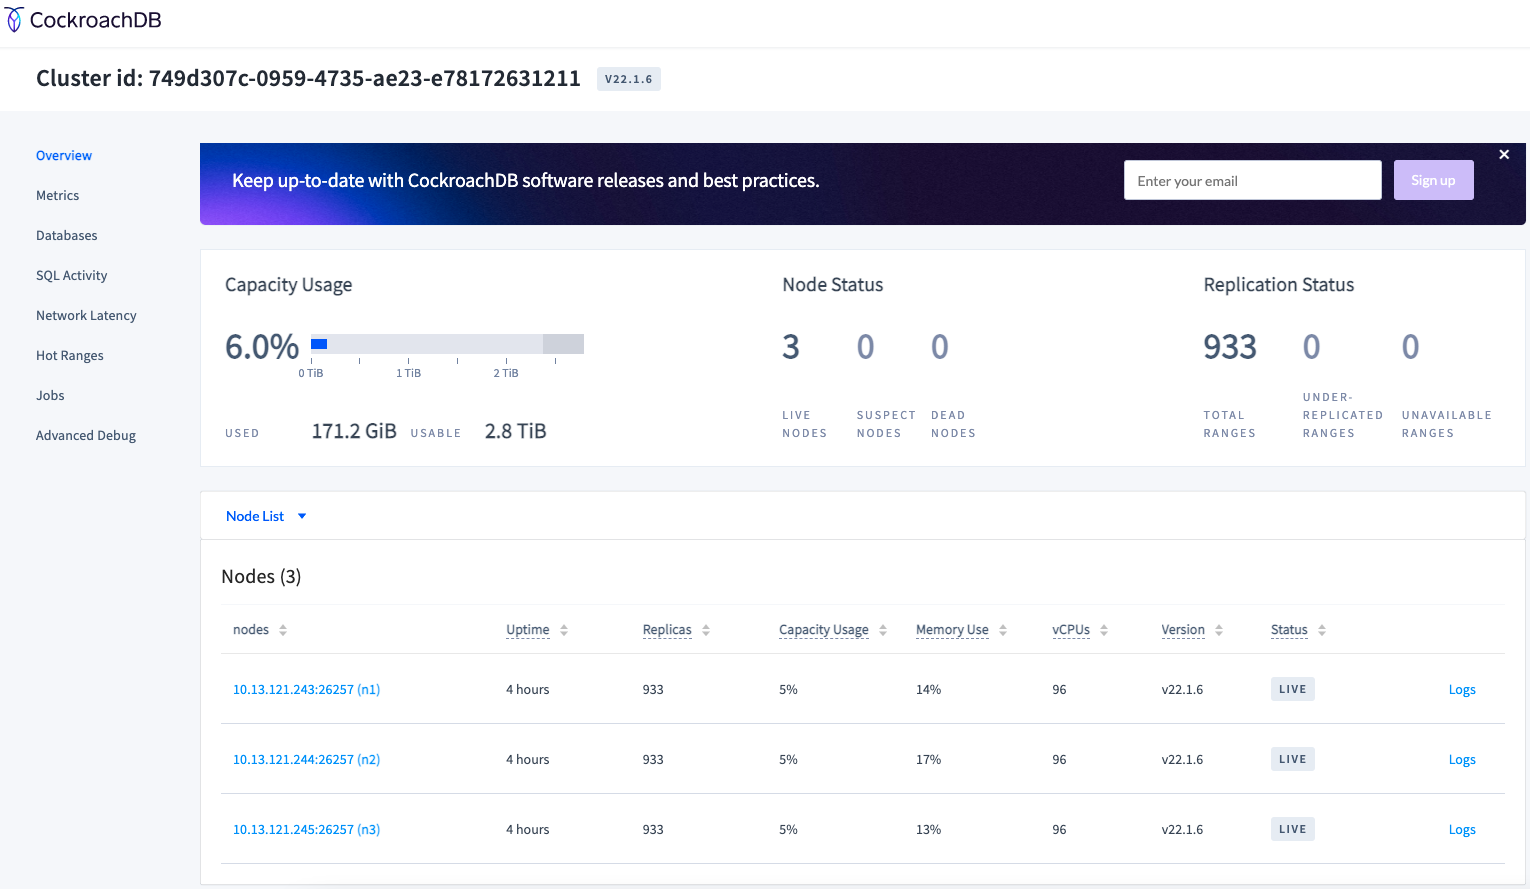 CockroachDB
Cluster id: 749d307c-0959-4735-ae23-e78172631211 V22.1.6
Overview
Metrics
Databases
SQL Activity
Network Latency
Hot Ranges
Jobs
Advanced Debug
Keep up-to-date with CockroachDB software releases and best practices.
Enter your email
Sign up
Capacity Usage
6.0%
0 TiB 1 TiB 2 TiB
USED 171.2 GiB USABLE 2.8 TiB
Node Status
3 0 0
LIVE SUSPECT DEAD
NODES NODES NODES
Replication Status
933 0 0
UNDER-
TOTAL REPLICATED UNAVAILABLE
RANGES RANGES RANGES
Node List
Nodes (3)
nodes Uptime Replicas Capacity Usage Memory Use vCPUs Version Status
10.13.121.243:26257 (n1) 4 hours 933 5% 14% 96 v22.1.6 LIVE Logs
10.13.121.244:26257 (n2) 4 hours 933 5% 17% 96 v22.1.6 LIVE Logs
10.13.121.245:26257 (n3) 4 hours 933 5% 13% 96 v22.1.6 LIVE Logs